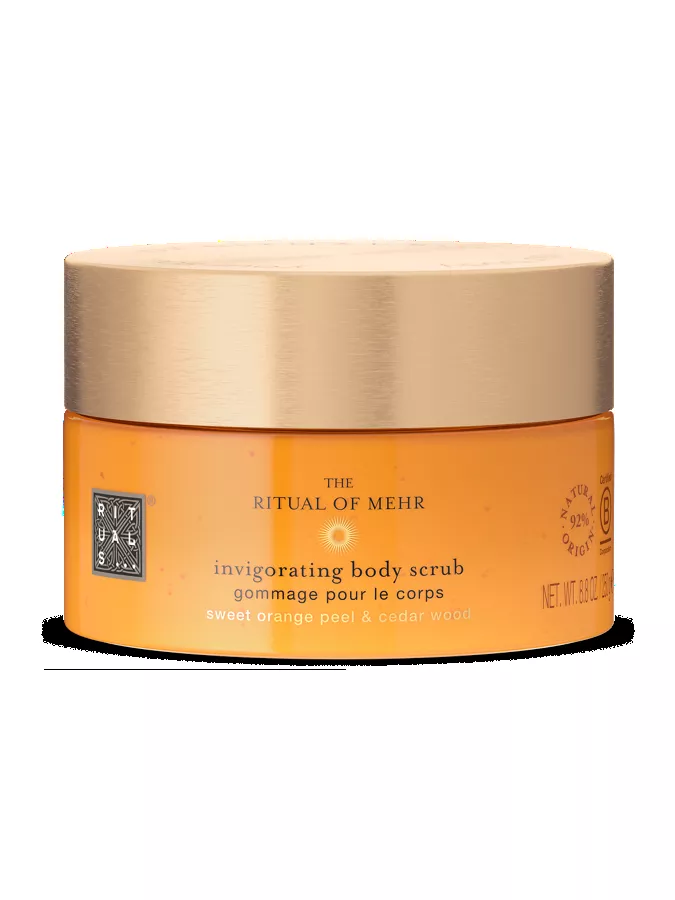 THE
RITUAL OF MEHR
RITUALS...®
invigorating body scrub
gommage pour le corps
sweet orange peel & cedar wood
NATURAL
92%
ORIGIN
Certified
B
NET. WT. 8.8 OZ.